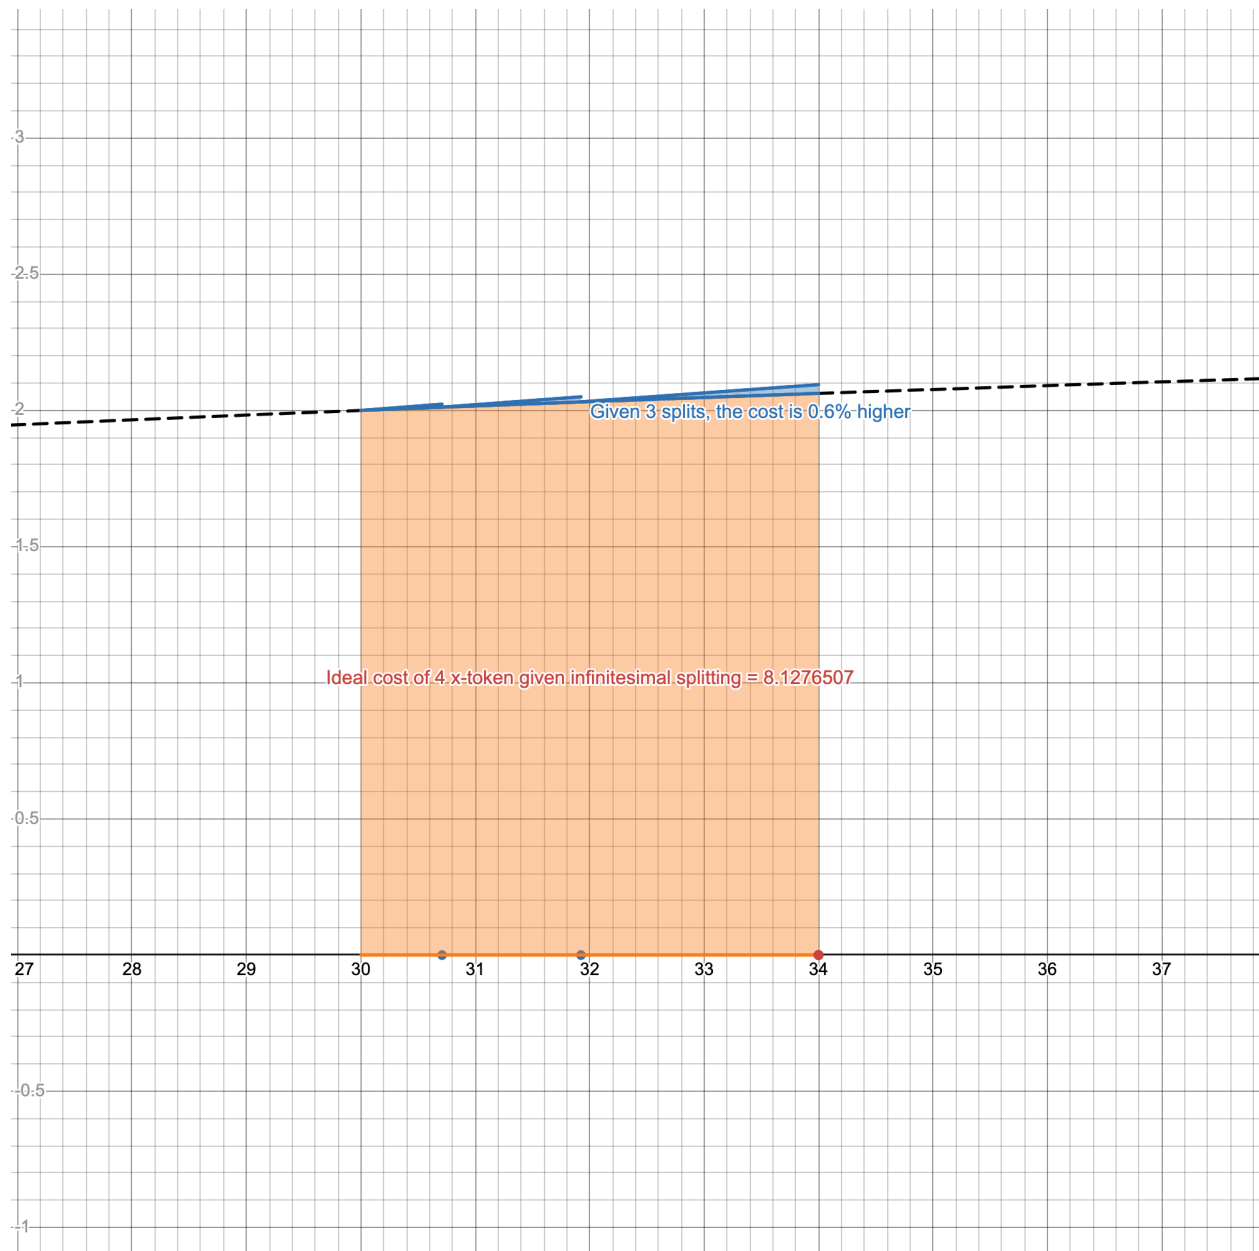 3
2.5
2
Given 3 splits, the cost is 0.6% higher
1.5
Ideal cost of 4 x-token given infinitesimal splitting = 8.1276507
1
0.5
27 28 29 30 31 32 33 34 35 36 37
-0.5
-1